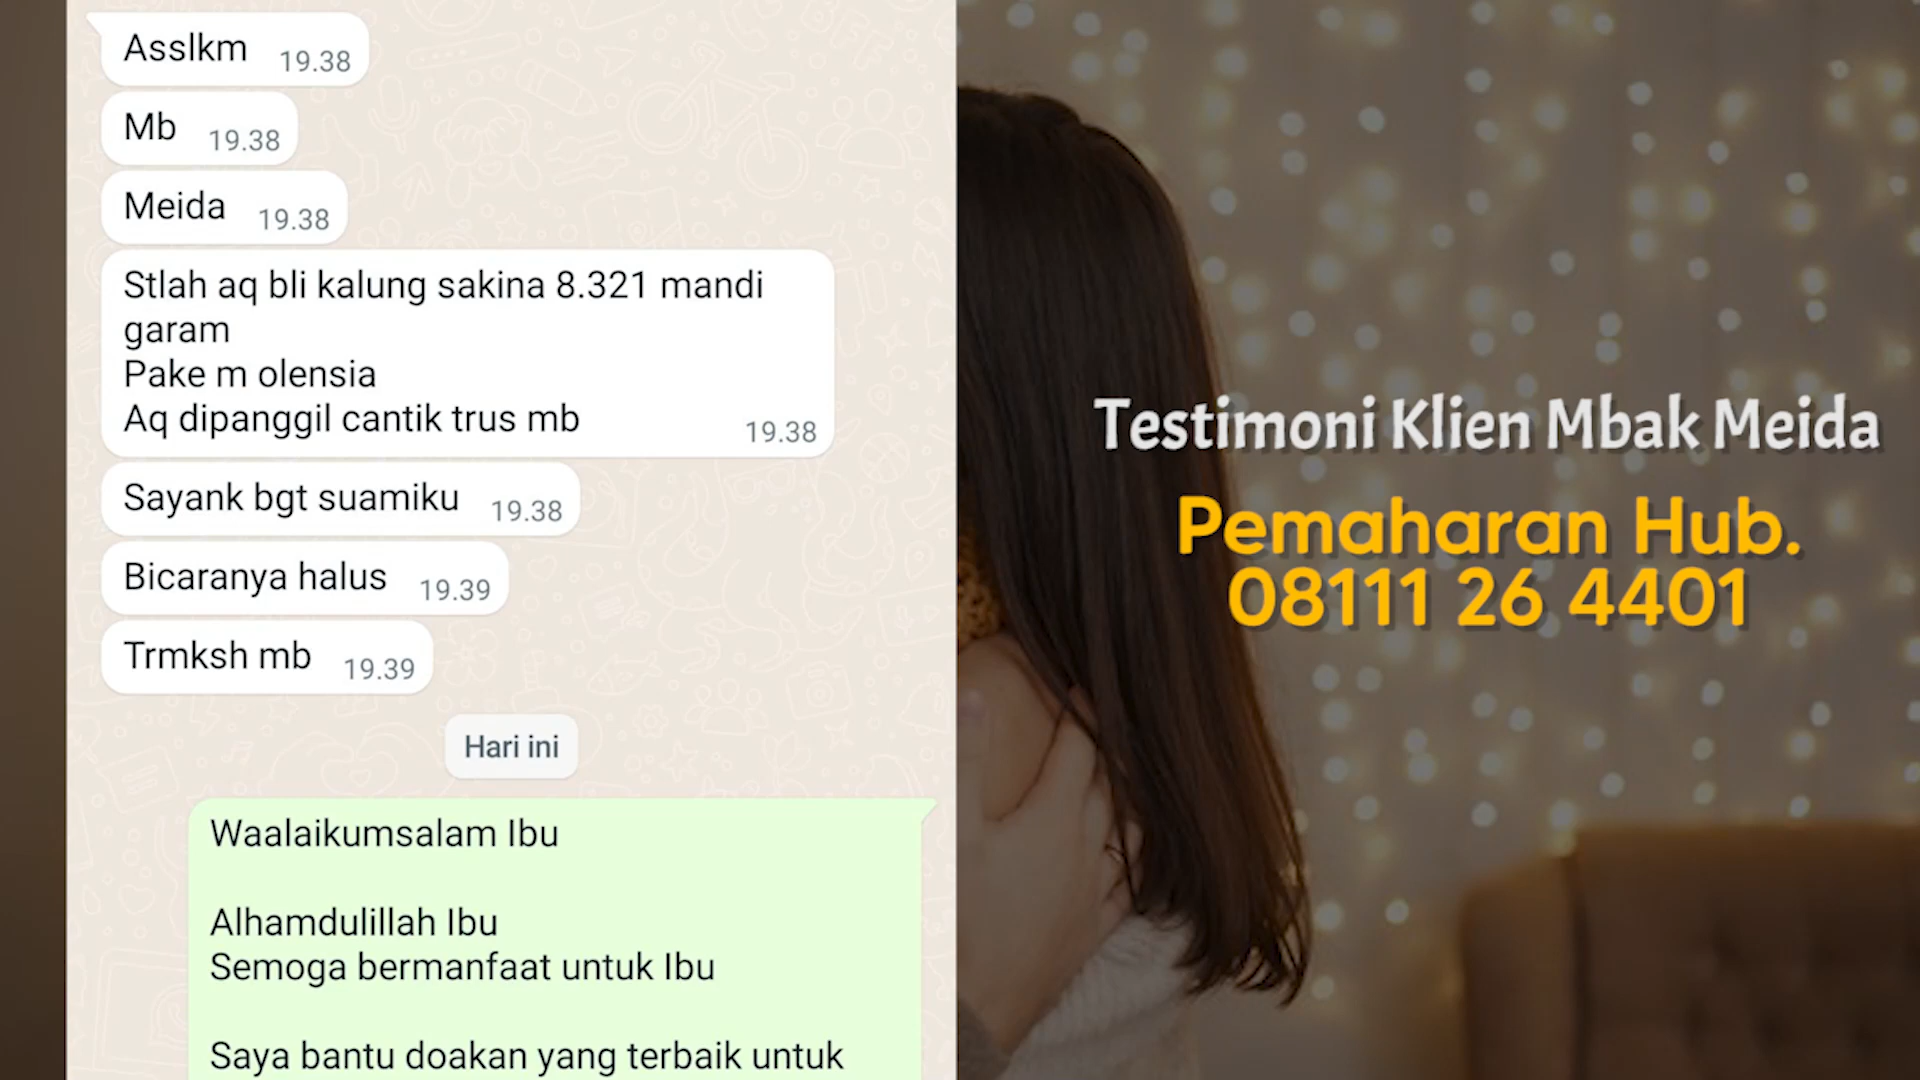 Asslkm 19.38
Mb 19.38
Meida 19.38
Stlah aq bli kalung sakina 8.321 mandi
garam
Pake m olensia
Aq dipanggil cantik trus mb 19.38
Sayank bgt suamiku 19.38
Bicaranya halus 19.39
Trmksh mb 19.39
Hari ini
Waalaikumsalam Ibu
Alhamdulillah Ibu
Semoga bermanfaat untuk Ibu
Saya bantu doakan yang terbaik untuk
Testimoni Klien Mbak Meida
Pemaharan Hub.
08111 26 4401